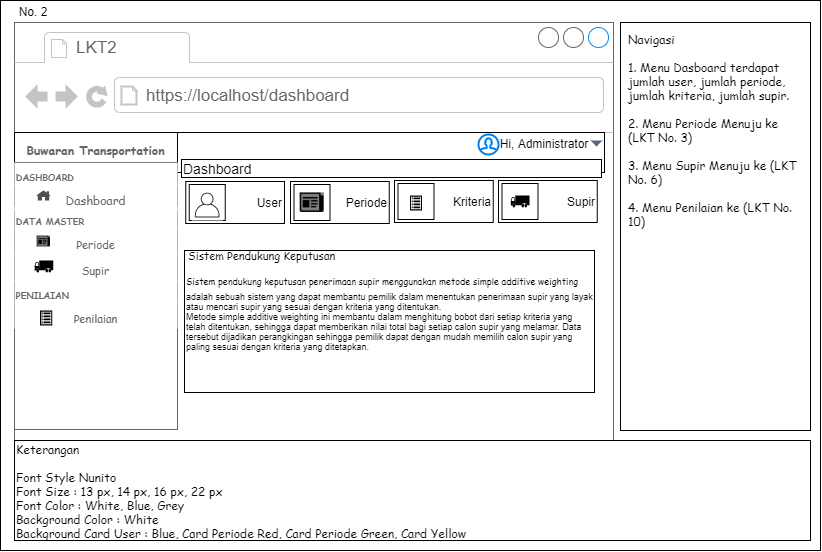 No. 2
LKT2
https://localhost/dashboard
Buwaran Transportation
Hi, Administrator
DASHBOARD
Dashboard
DATA MASTER
Periode
Supir
PENILAIAN
Penilaian
Dashboard
User
Periode
Kriteria
Supir
Sistem Pendukung Keputusan
Sistem pendukung keputusan penerimaan supir menggunakan metode simple additive weighting
adalah sebuah sistem yang dapat membantu pemilik dalam menentukan penerimaan supir yang layak
atau mencari supir yang sesuai dengan kriteria yang ditentukan.
Metode simple additive weighting ini membantu dalam menghitung bobot dari setiap kriteria yang
telah ditentukan, sehingga dapat memberikan nilai total bagi setiap calon supir yang melamar. Data
tersebut dijadikan perangkingan sehingga pemilik dapat dengan mudah memilih calon supir yang
paling sesuai dengan kriteria yang ditetapkan.
Navigasi
1. Menu Dasboard terdapat
jumlah user, jumlah periode,
jumlah kriteria, jumlah supir.
2. Menu Periode Menuju ke
(LKT No. 3)
3. Menu Supir Menuju ke (LKT
No. 6)
4. Menu Penilaian ke (LKT No.
10)
Keterangan
Font Style Nunito
Font Size : 13 px, 14 px, 16 px, 22 px
Font Color : White, Blue, Grey
Background Color : White
Background Card User : Blue, Card Periode Red, Card Periode Green, Card Yellow